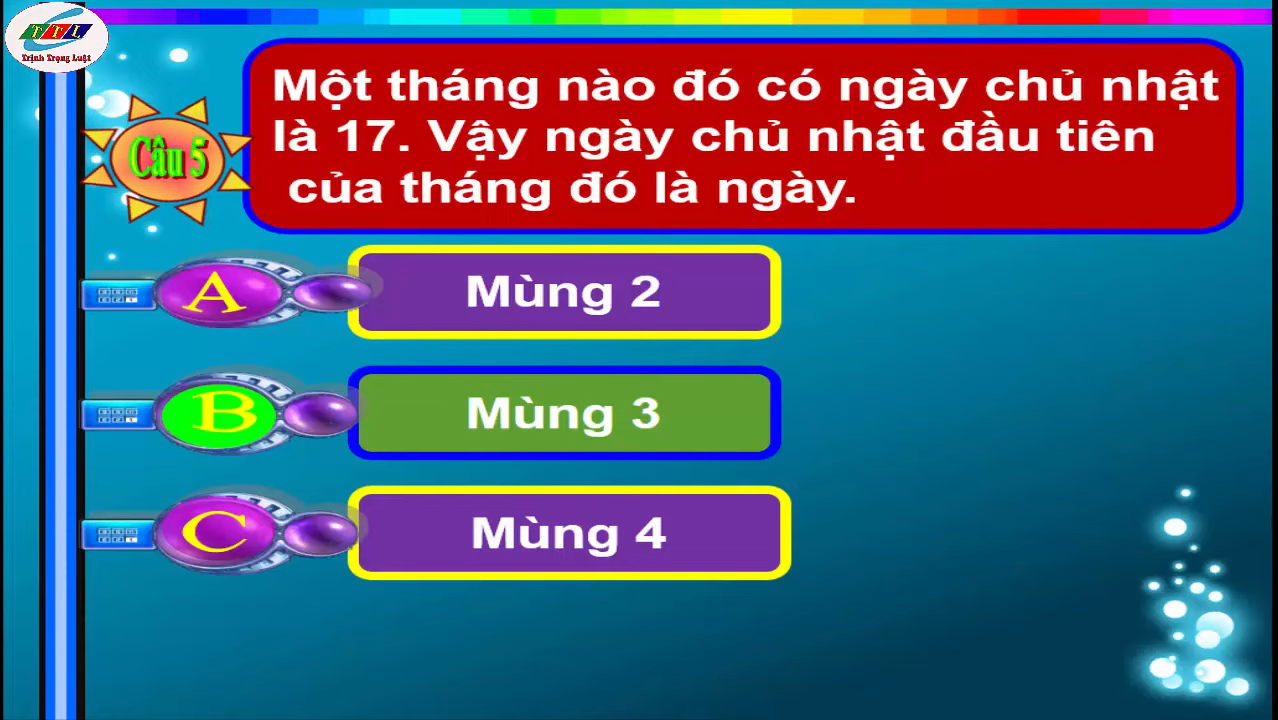 TTL
Trịnh Trọng Luật
Câu 5
Một tháng nào đó có ngày chủ nhật
là 17. Vậy ngày chủ nhật đầu tiên
của tháng đó là ngày.
A
Mùng 2
B
Mùng 3
C
Mùng 4